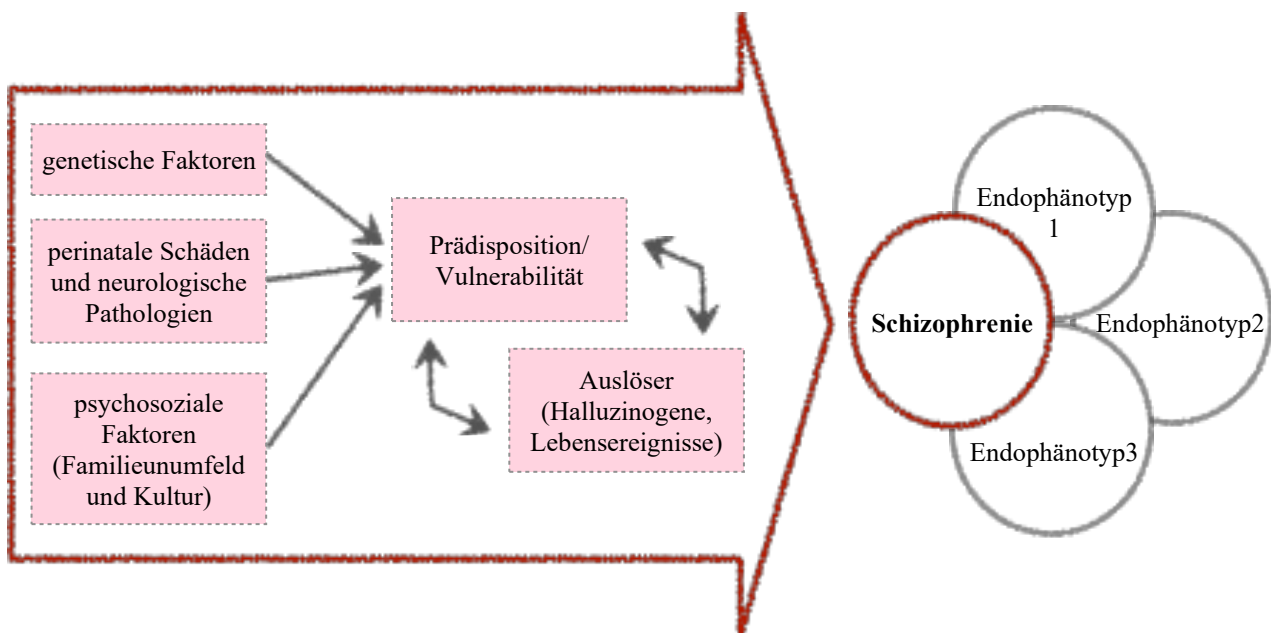 genetische Faktoren
perinatale Schäden
und neurologische
Pathologien
psychosoziale
Faktoren
(Familieunumfeld
und Kultur)
Prädisposition/
Vulnerabilität
Auslöser
(Halluzinogene,
Lebensereignisse)
Schizophrenie
Endophänotyp
1
Endophänotyp2
Endophänotyp3